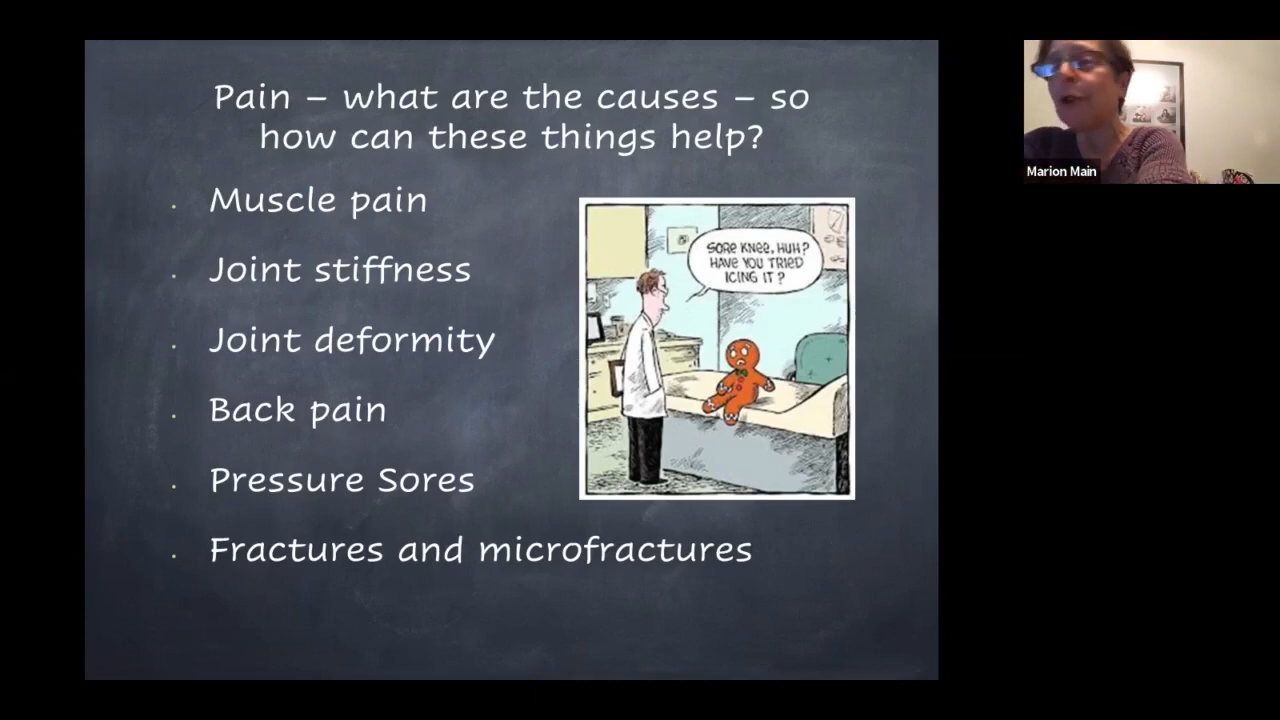 Pain – what are the causes – so
how can these things help?
· Muscle pain
· Joint stiffness
· Joint deformity
· Back pain
· Pressure Sores
· Fractures and microfractures
SORE KNEE, HUH?
HAVE YOU TRIED
ICING IT?
Marion Main